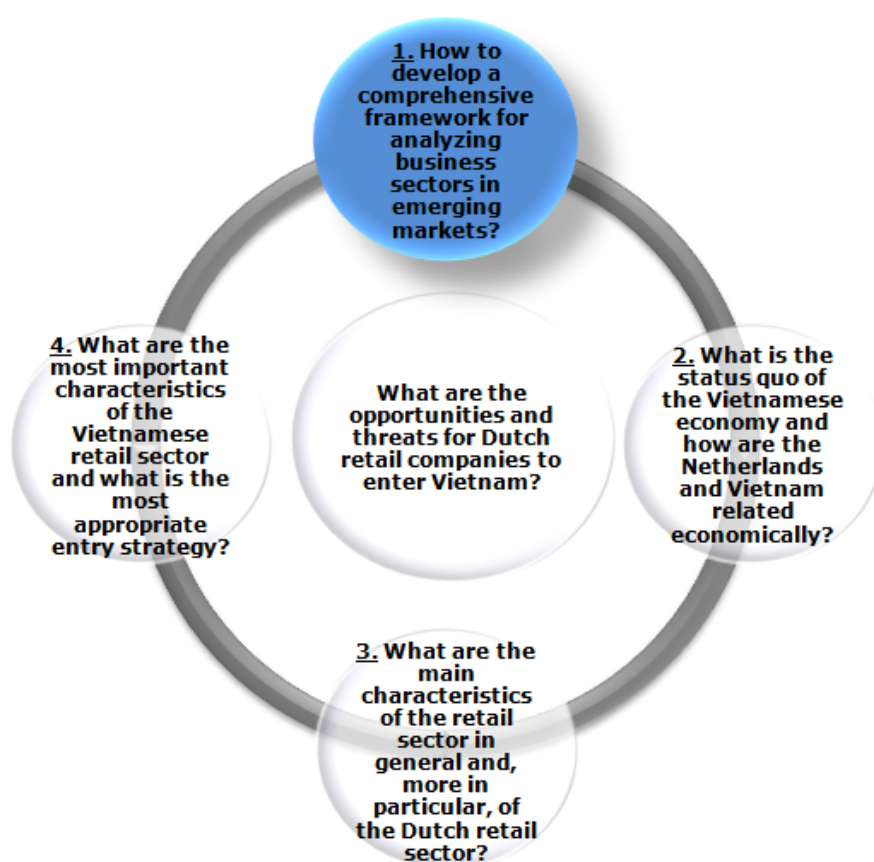 1. How to
develop a
comprehensive
framework for
analyzing
business
sectors in
emerging
markets?
2. What is the
status quo of
the Vietnamese
economy and
how are the
Netherlands
and Vietnam
related
economically?
3. What are the
main
characteristics
of the retail
sector in
general and,
more in
particular, of
the Dutch retail
sector?
4. What are the
most important
characteristics
of the
Vietnamese
retail sector
and what is the
most
appropriate
entry strategy?
What are the
opportunities and
threats for Dutch
retail companies to
enter Vietnam?